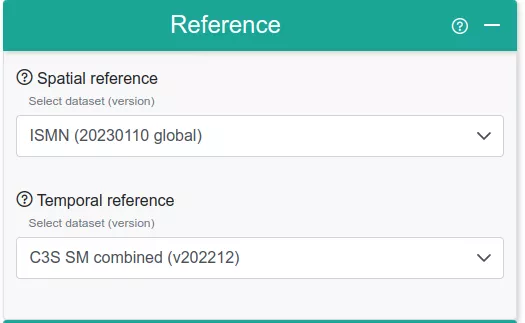 Reference
Spatial reference
Select dataset (version)
ISMN (20230110 global)
Temporal reference
Select dataset (version)
C3S SM combined (v202212)